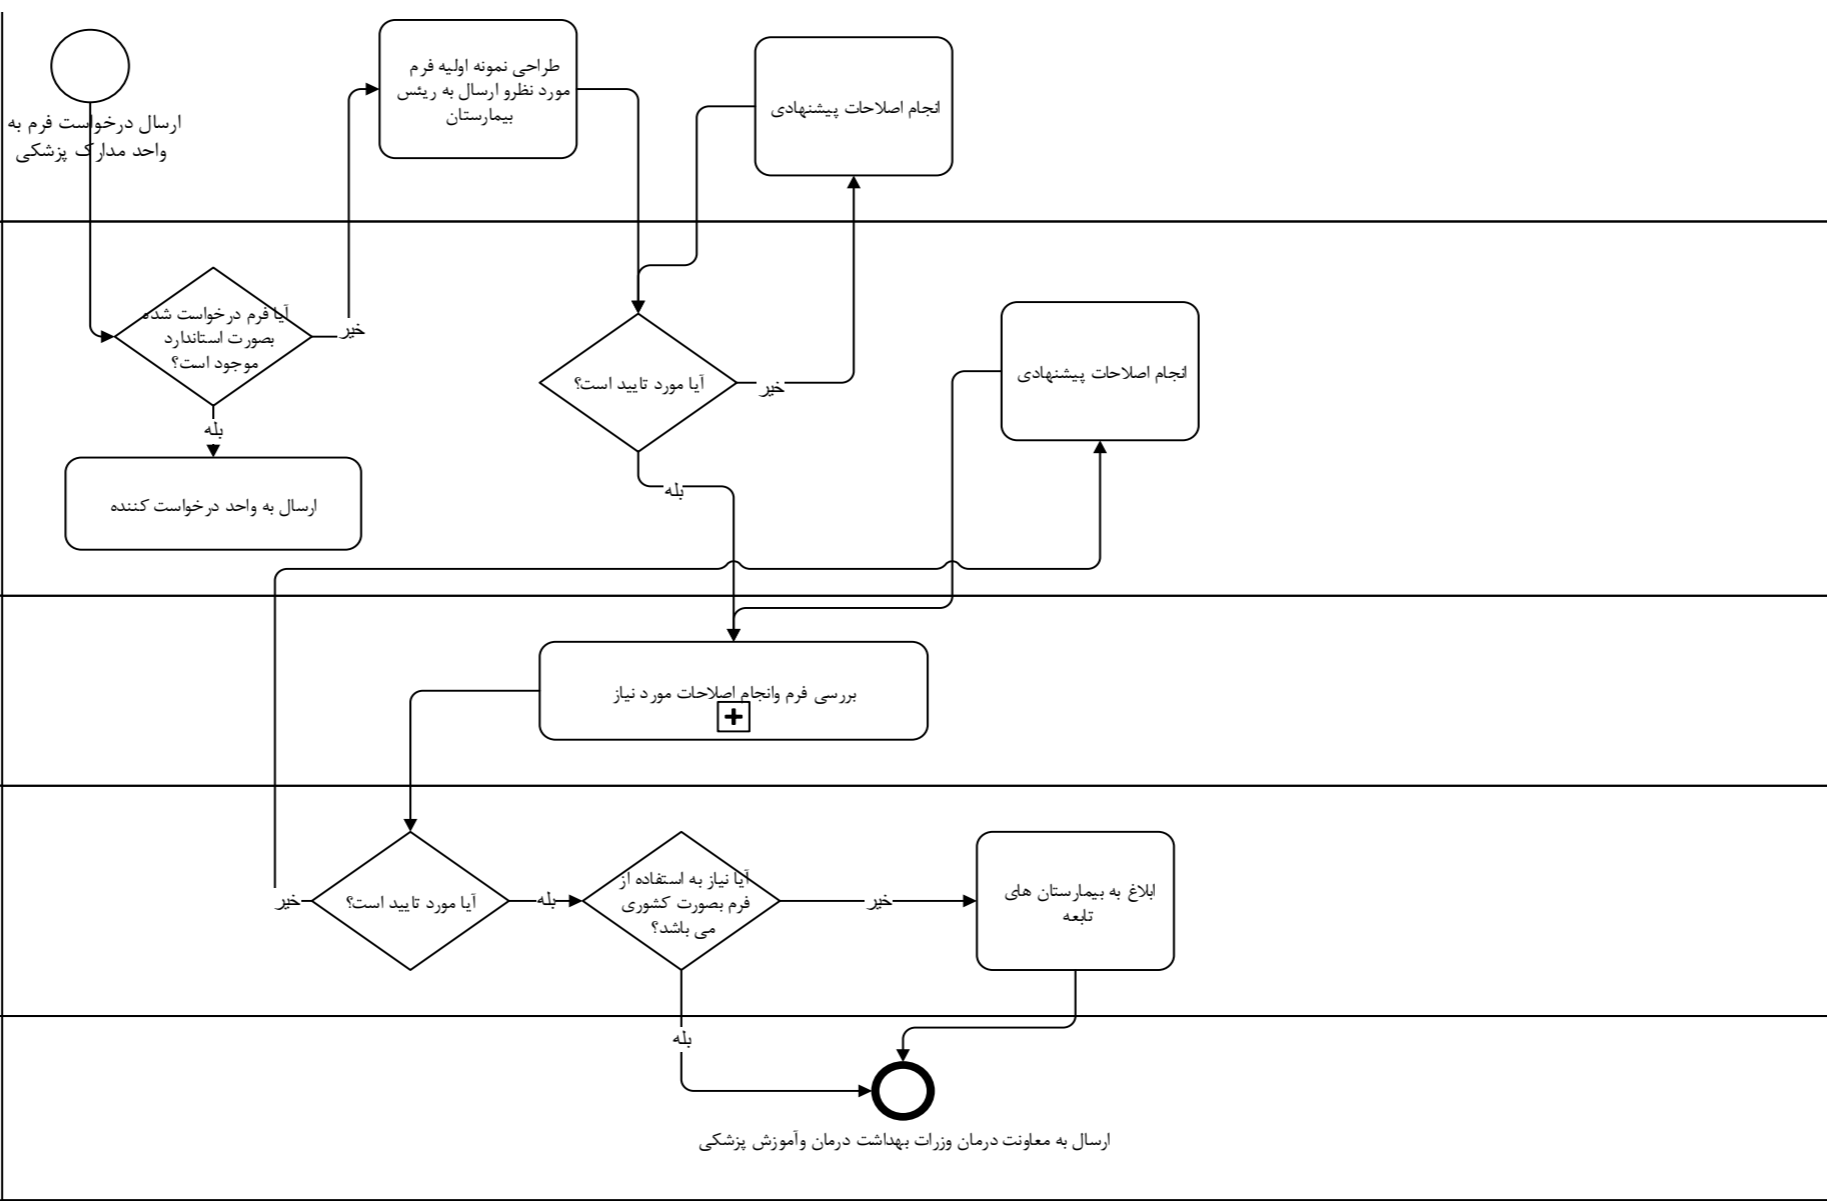 ارسال درخواست فرم به
واحد مدارک پزشکی
طراحی نمونه اولیه فرم
مورد نظرو ارسال به ریئس
بیمارستان
انجام اصلاحات پیشنهادی
آیا فرم درخواست شده
بصورت استاندارد
موجود است؟
خیر
بله
ارسال به واحد درخواست کننده
آیا مورد تایید است؟
خیر
بله
انجام اصلاحات پیشنهادی
بررسی فرم وانجام اصلاحات مورد نیاز
آیا مورد تایید است؟
خیر
بله
آیا نیاز به استفاده از
فرم بصورت کشوری
می باشد؟
خیر
بله
ابلاغ به بیمارستان های
تابعه
ارسال به معاونت درمان وزرات بهداشت درمان وآموزش پزشکی